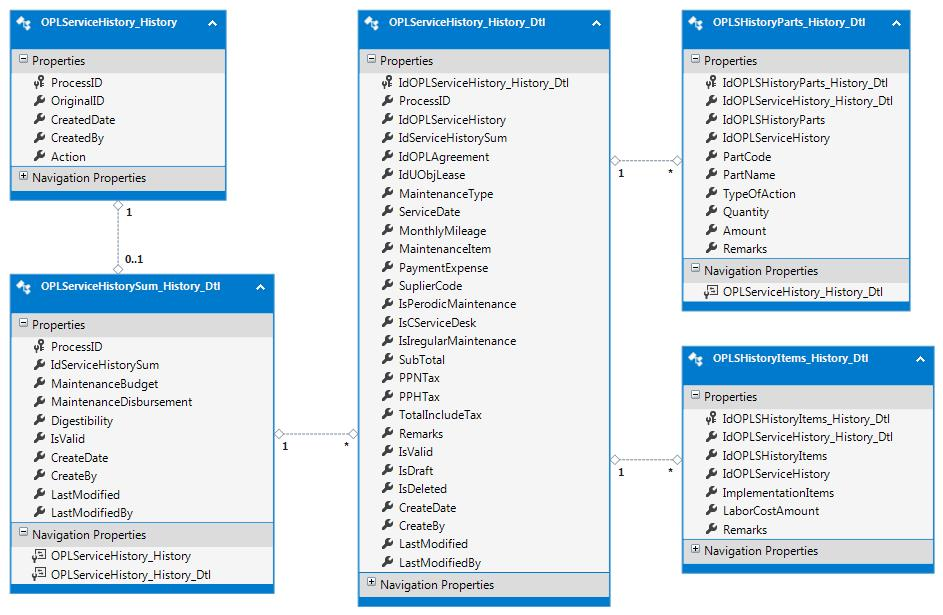 OPLServiceHistory_History
Properties
ProcessID
OriginalID
CreatedDate
CreatedBy
Action
Navigation Properties
1
0..1
OPLServiceHistorySum_History_Dtl
Properties
ProcessID
IdServiceHistorySum
MaintenanceBudget
MaintenanceDisbursement
Digestibility
IsValid
CreateDate
CreateBy
LastModified
LastModifiedBy
Navigation Properties
OPLServiceHistory_History
OPLServiceHistory_History_Dtl
1
*
OPLServiceHistory_History_Dtl
Properties
IdOPLServiceHistory_History_Dtl
ProcessID
IdOPLServiceHistory
IdServiceHistorySum
IdOPLAgreement
IdUObjLease
MaintenanceType
ServiceDate
MonthlyMileage
MaintenanceItem
PaymentExpense
SuplierCode
IsPerodicMaintenance
IsCServiceDesk
IsIregularMaintenance
SubTotal
PPNTax
PPHTax
TotalIncludeTax
Remarks
IsValid
IsDraft
IsDeleted
CreateDate
CreateBy
LastModified
LastModifiedBy
Navigation Properties
1
*
OPLSHistoryParts_History_Dtl
Properties
IdOPLSHistoryParts_History_Dtl
IdOPLServiceHistory_History_Dtl
IdOPLSHistoryParts
IdOPLServiceHistory
PartCode
PartName
TypeOfAction
Quantity
Amount
Remarks
Navigation Properties
OPLServiceHistory_History_Dtl
1
*
OPLSHistoryItems_History_Dtl
Properties
IdOPLSHistoryItems_History_Dtl
IdOPLServiceHistory_History_Dtl
IdOPLSHistoryItems
IdOPLServiceHistory
ImplementationItems
LaborCostAmount
Remarks
Navigation Properties